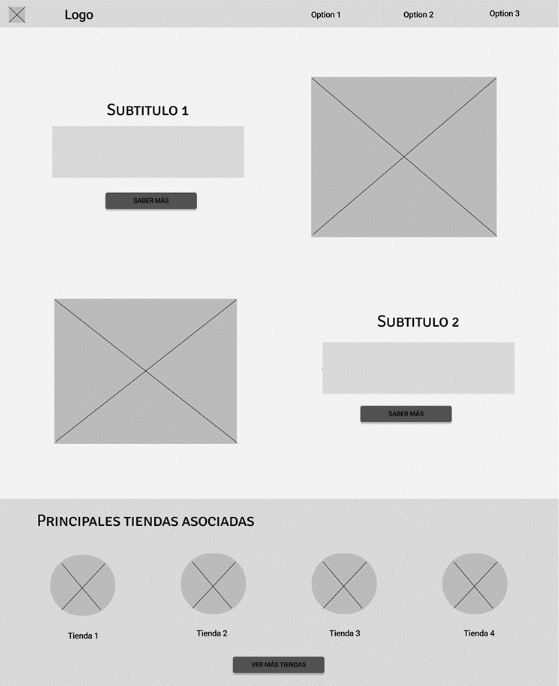 Logo
Option 1
Option 2
Option 3
SUBTITULO 1
SABER MÁS
SUBTITULO 2
SABER MÁS
PRINCIPALES TIENDAS ASOCIADAS
Tienda 1
Tienda 2
Tienda 3
Tienda 4
VER MÁS TIENDAS